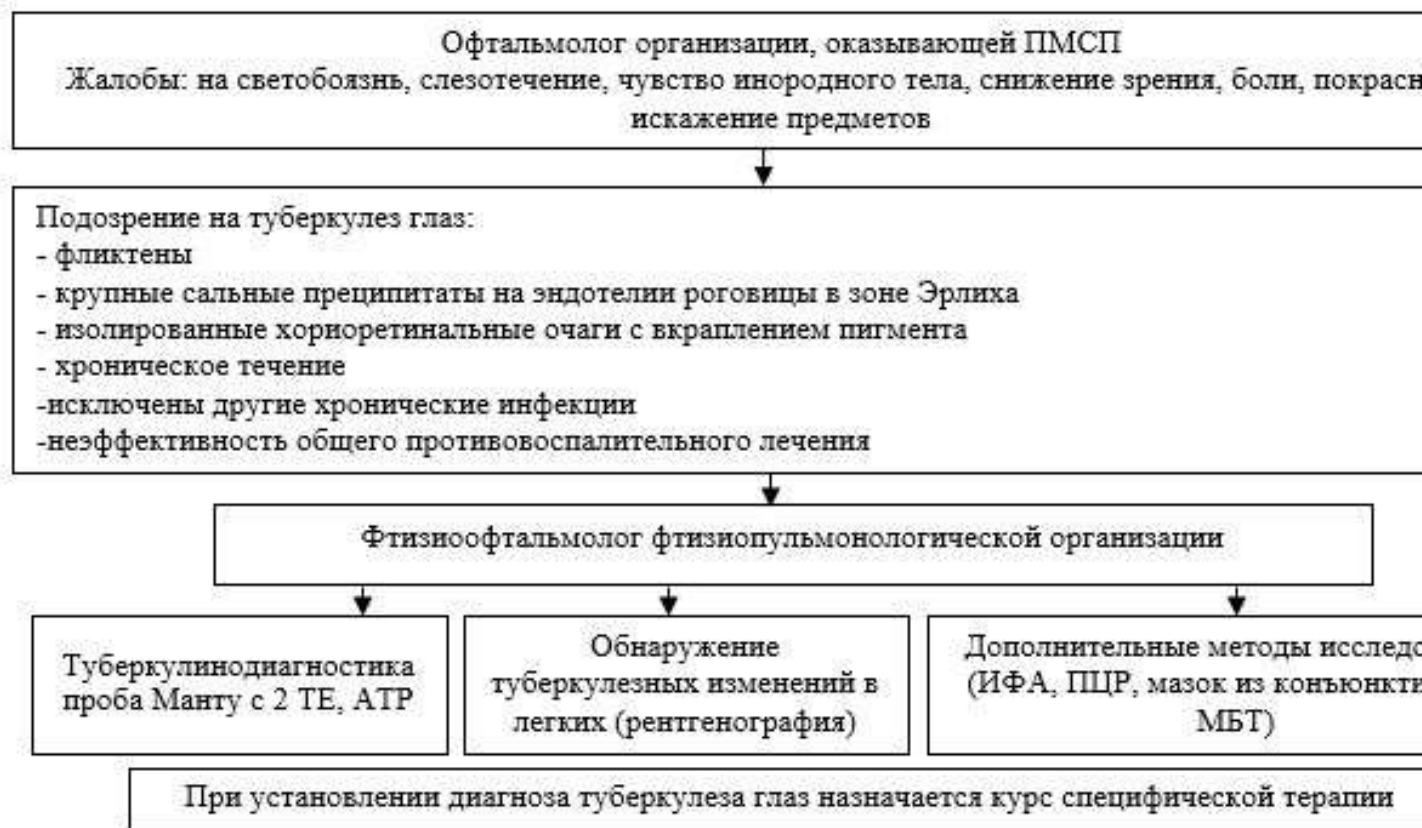 Офтальмолог организации, оказывающей ПМСП
Жалобы: на светобоязнь, слезотечение, чувство инородного тела, снижение зрения, боли,
искажение предметов
Подозрение на туберкулез глаз:
- фликтены
- крупные сальные преципитаты на эндотелии роговицы в зоне Эрлиха
- изолированные хориоретинальные очаги с вкраплением пигмента
- хроническое течение
-исключены другие хронические инфекции
-неэффективность общего противовоспалительного лечения
Фтизиоофтальмолог фтизиопульмонологической организации
Туберкулинодиагностика
проба Манту с 2 ТЕ, АТР
Обнаружение
туберкулезных изменений в
легких (рентгенография)
Дополнительные методы
(ИФА, ПЦР, мазок из
МБТ)
При установлении диагноза туберкулеза глаз назначается курс специфической терапии